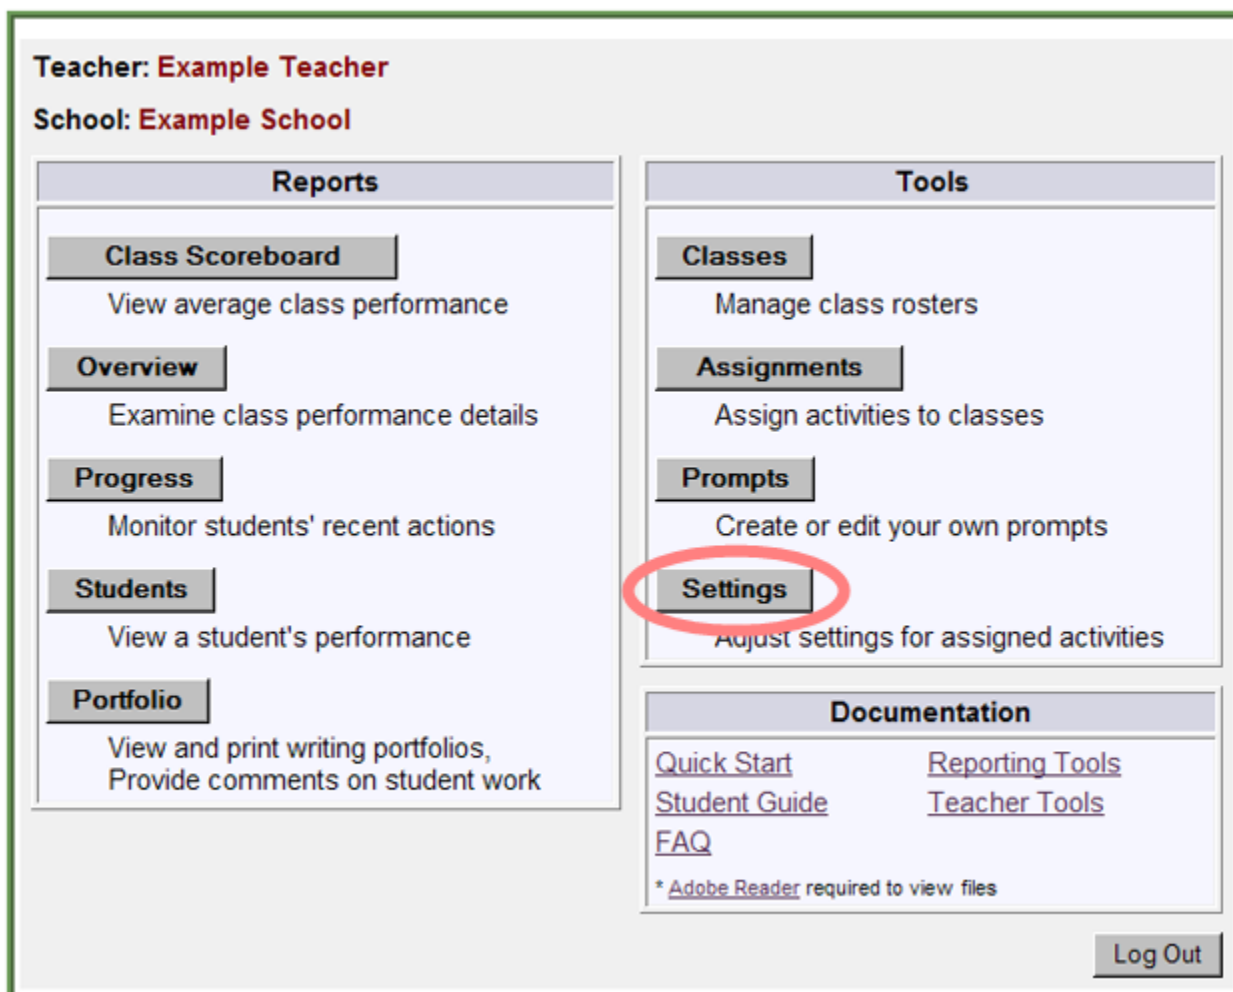 Teacher: Example Teacher
School: Example School
Reports
Class Scoreboard
View average class performance
Overview
Examine class performance details
Progress
Monitor students' recent actions
Students
View a student's performance
Portfolio
View and print writing portfolios,
Provide comments on student work
Tools
Classes
Manage class rosters
Assignments
Assign activities to classes
Prompts
Create or edit your own prompts
Settings
Adjust settings for assigned activities
Documentation
Quick Start
Reporting Tools
Student Guide
Teacher Tools
FAQ
* Adobe Reader required to view files
Log Out